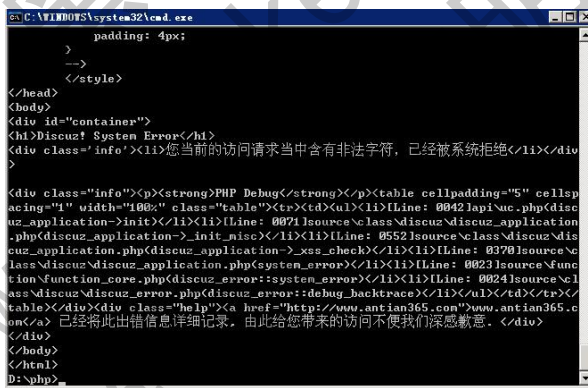 C:\WINDOWS\system32\cmd.exe
padding: 4px;
}
-->
</style>
</head>
<body>
<div id="container">
<h1>Discuz! System Error</h1>
<div class='info'><li>您当前的访问请求当中含有非法字符，已经被系统拒绝</li></div
>
<div class="info"><p><strong>PHP Debug</strong></p><table cellpadding="5" cellsp
acing="1" width="100%" class="table"><tr><td><ul><li>[Line: 0042]api\uc.php(disc
uz_application->init)</li><li>[Line: 0071]source\class\discuz\discuz_application
.php(discuz_application->_init_misc)</li><li>[Line: 0552]source\class\discuz\dis
cuz_application.php(discuz_application->_xss_check)</li><li>[Line: 0370]source\c
lass\discuz\discuz_application.php(system_error)</li><li>[Line: 0023]source\func
tion\function_core.php(discuz_error::system_error)</li><li>[Line: 0024]source\cl
ass\discuz\discuz_error.php(discuz_error::debug_backtrace)</li></ul></td></tr></
table></div><div class="help"><a href="http://www.antian365.com">www.antian365.c
om</a> 已经将此出错信息详细记录，由此给您带来的访问不便我们深感歉意. </div>
</div>
</body>
</html>
D:\php>_